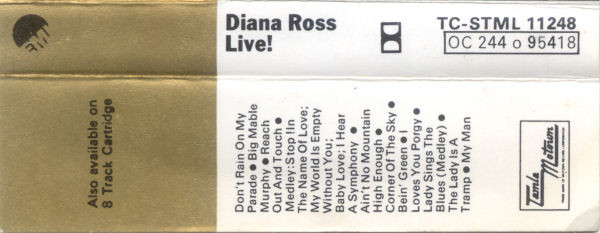 EMI
Diana Ross
Live!
TC-STML 11248
OC 244 o 95418
Also available on
8 Track Cartridge
Don't Rain On My
Parade ● Big Mable
Murphy ● Reach
Out And Touch ●
Medley: Stop! In
The Name Of Love;
My World Is Empty
Without You;
Baby Love; I Hear
A Symphony ●
Ain't No Mountain
High Enough ●
Corner Of The Sky ●
Bein' Green ● I
Loves You Porgy ●
Lady Sings The
Blues (Medley) ●
The Lady Is A
Tramp ● My Man
Tamla
Motown